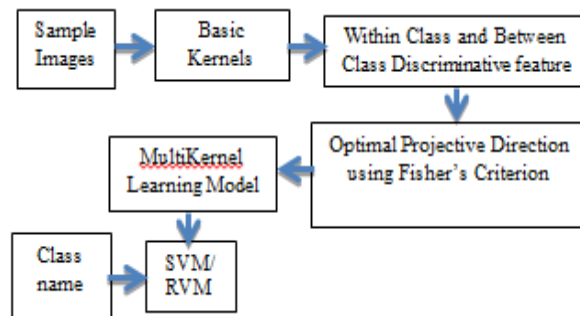 Sample
Images
Basic
Kernels
Within Class and Between
Class Discriminative feature
Optimal Projective Direction
using Fisher's Criterion
MultiKernel
Learning Model
SVM/
RVM
Class
name